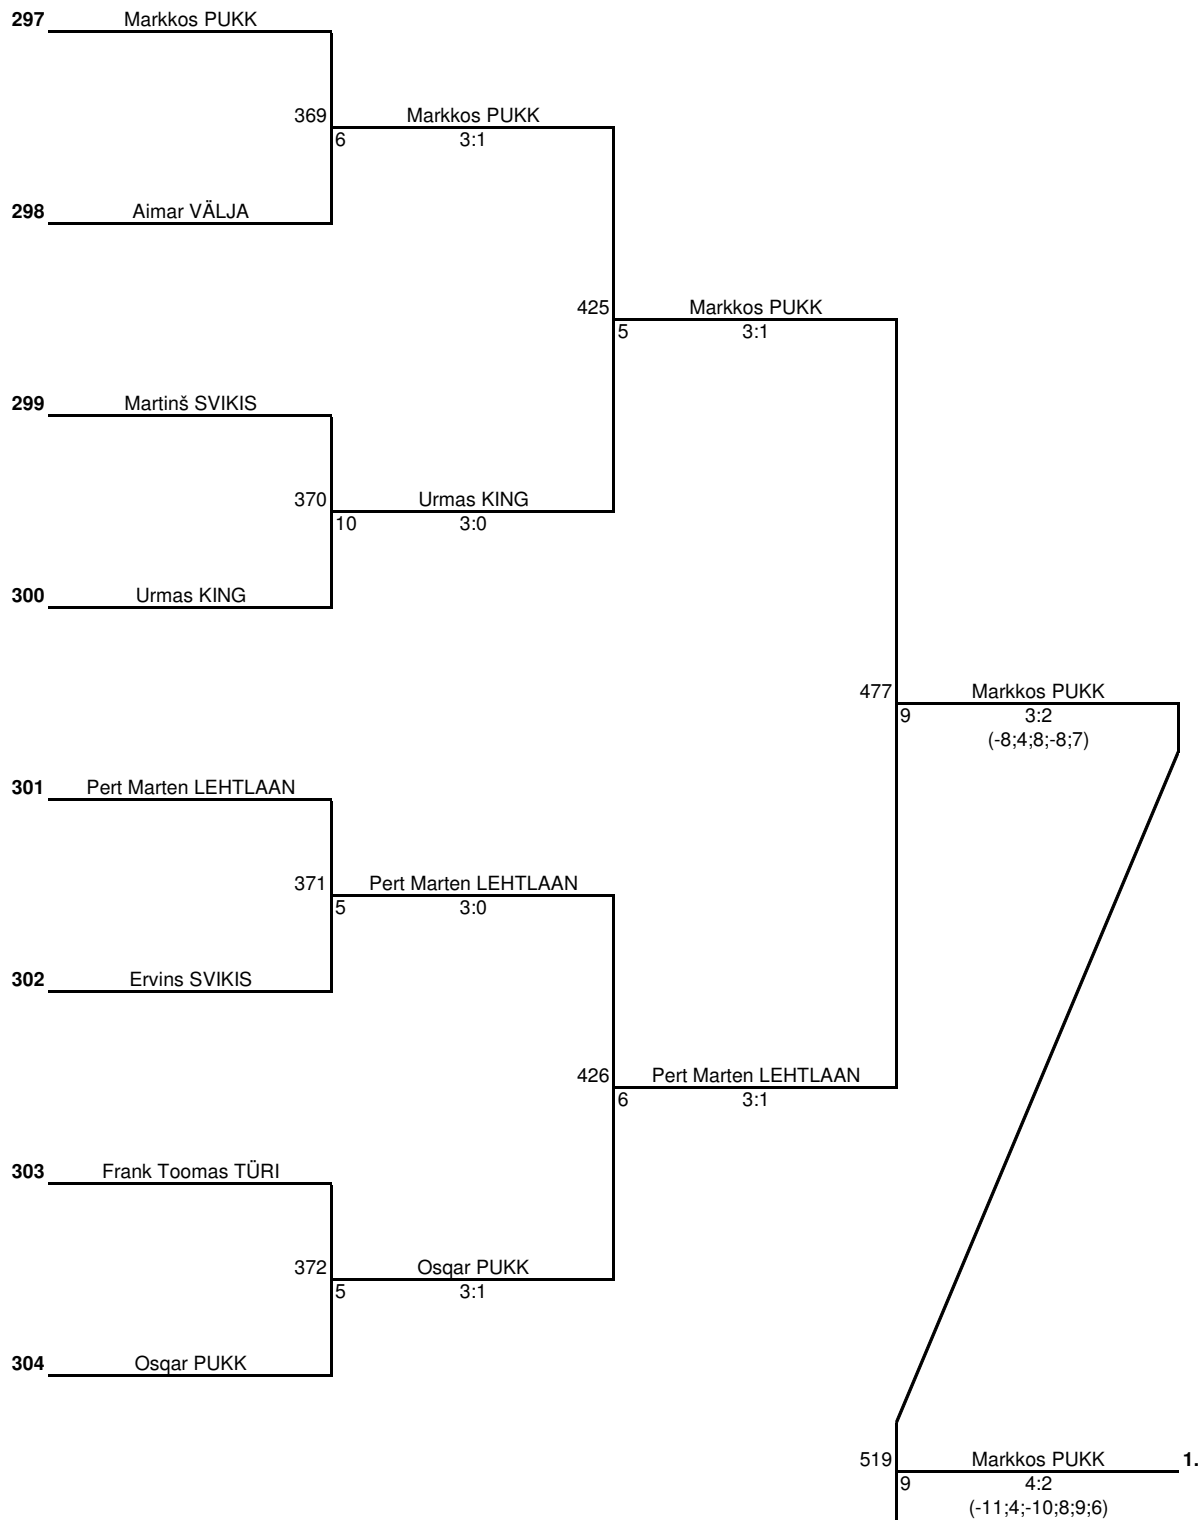 297 Markkos PUKK
369 Markkos PUKK
6 3:1
298 Aimar VÄLJA
425 Markkos PUKK
5 3:1
299 Martinš SVIKIS
370 Urmas KING
10 3:0
300 Urmas KING
477 Markkos PUKK
9 3:2
(-8;4;8;-8;7)
301 Pert Marten LEHTLAAN
371 Pert Marten LEHTLAAN
5 3:0
302 Ervins SVIKIS
426 Pert Marten LEHTLAAN
6 3:1
303 Frank Toomas TÜRI
372 Osqar PUKK
5 3:1
304 Osqar PUKK
519 Markkos PUKK 1.
9 4:2
(-11;4;-10;8;9;6)